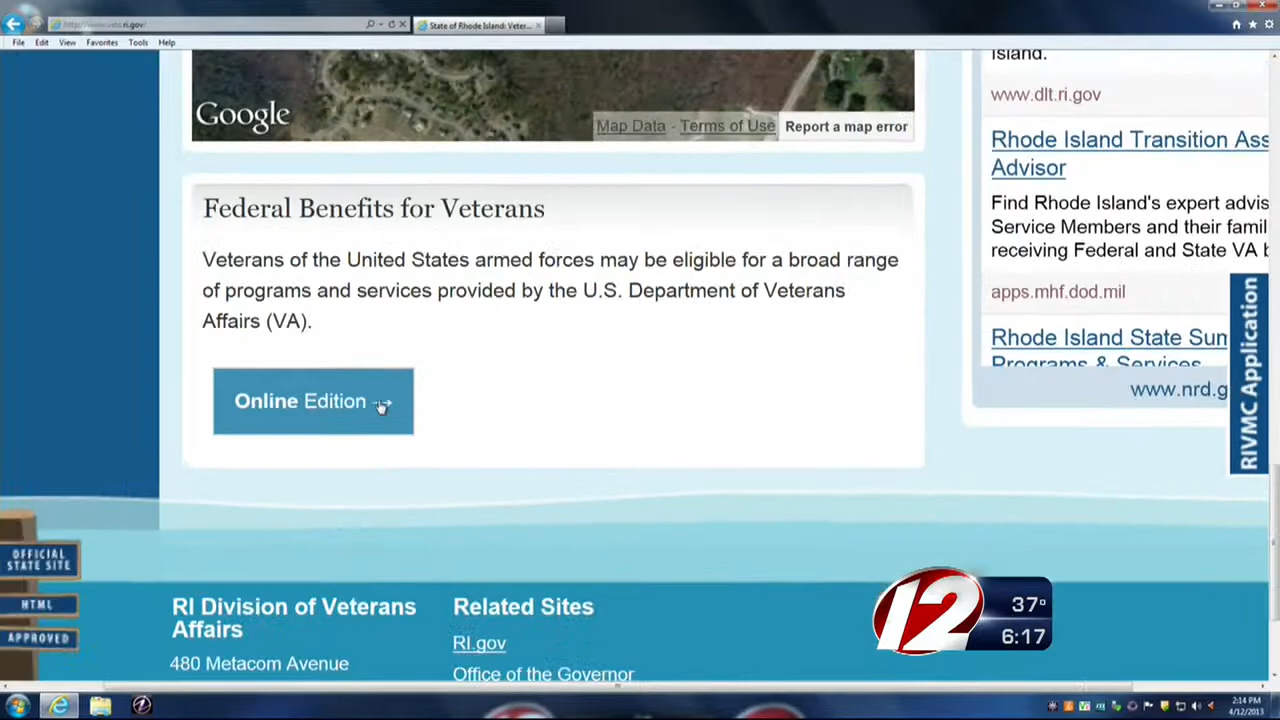 http://www.vets.ri.gov/
State of Rhode Island: Veter...
File Edit View Favorites Tools Help
Google
Map Data - Terms of Use
Report a map error
Federal Benefits for Veterans
Veterans of the United States armed forces may be eligible for a broad range
of programs and services provided by the U.S. Department of Veterans
Affairs (VA).
Online Edition →
Island.
www.dlt.ri.gov
Rhode Island Transition Ass
Advisor
Find Rhode Island's expert advis
Service Members and their famil
receiving Federal and State VA b
apps.mhf.dod.mil
Rhode Island State Sum
Programs & Services
www.nrd.g
RIVMC Application
OFFICIAL
STATE SITE
HTML
APPROVED
RI Division of Veterans
Affairs
480 Metacom Avenue
Related Sites
RI.gov
Office of the Governor
12
37°
6:17
2:14 PM
4/12/2013